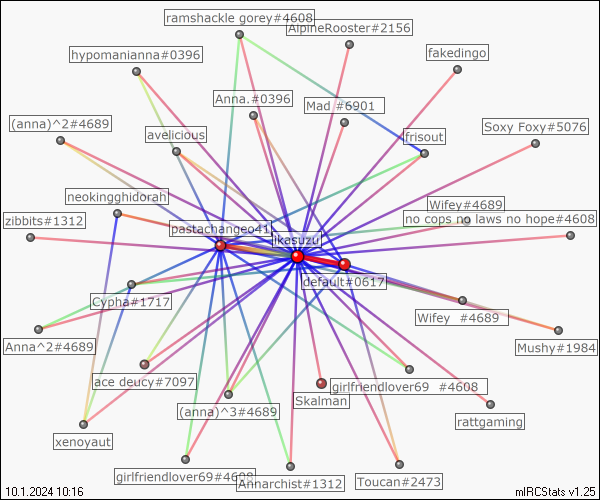 ramshackle gorey#4608
AlpineRooster#2156
hypomanianna#0396
fakedingo
Anna.#0396
Mad #6901
(anna)^2#4689
avelicious
frisout
Soxy Foxy#5076
neokingghidorah
Wifey#4689
zibbits#1312
pastachangeo41
no cops no laws no hope#4608
ikasuzu
default#0617
Cypha#1717
Wifey #4689
Anna^2#4689
Mushy#1984
ace deucy#7097
girlfriendlover69 #4608
Skalman
(anna)^3#4689
rattgaming
xenoyaut
girlfriendlover69#4608
Annarchist#1312
Toucan#2473
10.1.2024 10:16
mIRCStats v1.25